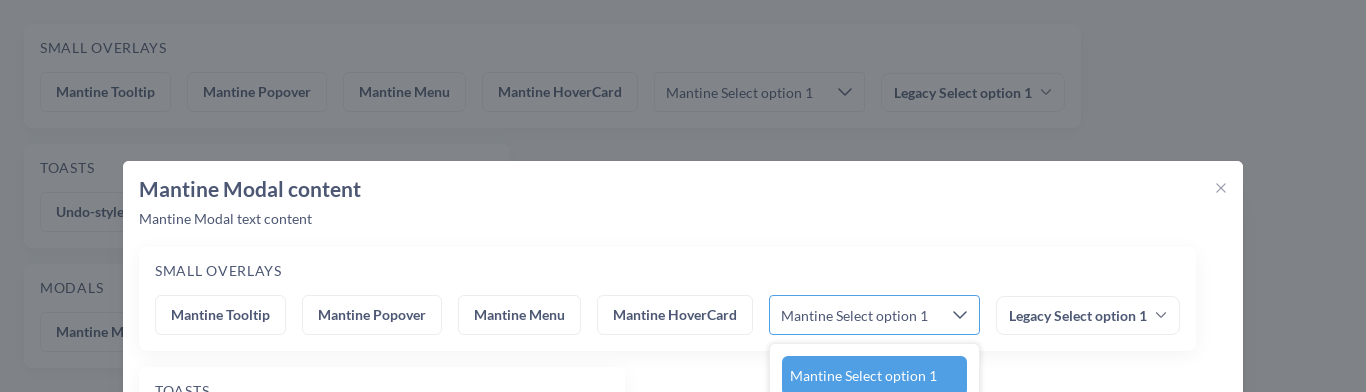 SMALL OVERLAYS
Mantine Tooltip Mantine Popover Mantine Menu Mantine HoverCard Mantine Select option 1 Legacy Select option 1
TOASTS
Undo-style
MODALS
Mantine M
Mantine Modal content
Mantine Modal text content
SMALL OVERLAYS
Mantine Tooltip Mantine Popover Mantine Menu Mantine HoverCard Mantine Select option 1 Legacy Select option 1
Mantine Select option 1
TOASTS